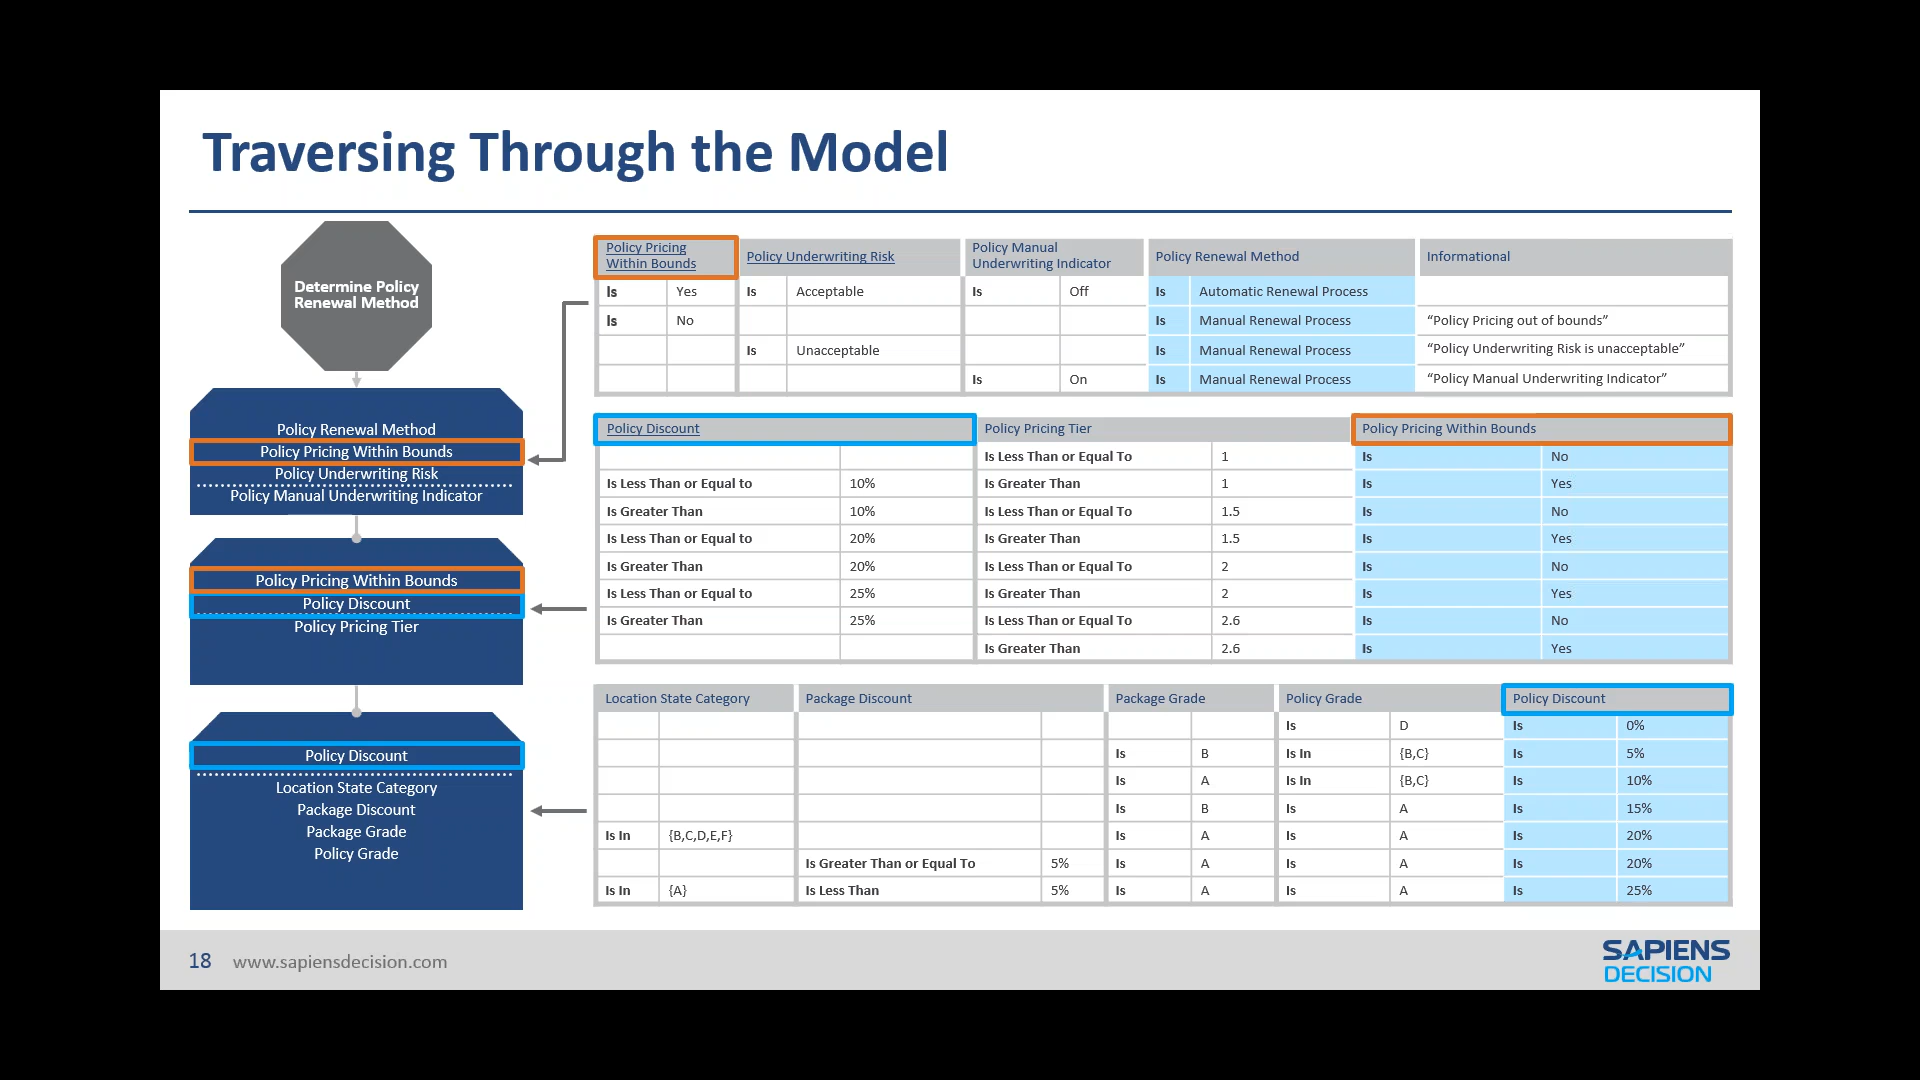 Traversing Through the Model
Determine Policy
Renewal Method
Policy Renewal Method
Policy Pricing Within Bounds
Policy Underwriting Risk
Policy Manual Underwriting Indicator
Policy Pricing Within Bounds
Policy Discount
Policy Pricing Tier
Policy Discount
Location State Category
Package Discount
Package Grade
Policy Grade
Policy Pricing
Within Bounds
Policy Underwriting Risk
Policy Manual
Underwriting Indicator
Policy Renewal Method
Informational
Is Yes Is Acceptable Is Off Is Automatic Renewal Process
Is No Is Manual Renewal Process “Policy Pricing out of bounds”
Is Unacceptable Is Manual Renewal Process “Policy Underwriting Risk is unacceptable”
Is On Is Manual Renewal Process “Policy Manual Underwriting Indicator”
Policy Discount Policy Pricing Tier Policy Pricing Within Bounds
Is Less Than or Equal To 1 Is No
Is Less Than or Equal to 10% Is Greater Than 1 Is Yes
Is Greater Than 10% Is Less Than or Equal To 1.5 Is No
Is Less Than or Equal to 20% Is Greater Than 1.5 Is Yes
Is Greater Than 20% Is Less Than or Equal To 2 Is No
Is Less Than or Equal to 25% Is Greater Than 2 Is Yes
Is Greater Than 25% Is Less Than or Equal To 2.6 Is No
Is Greater Than 2.6 Is Yes
Location State Category Package Discount Package Grade Policy Grade Policy Discount
Is D Is 0%
Is B Is In {B,C} Is 5%
Is A Is In {B,C} Is 10%
Is B Is A Is 15%
Is In {B,C,D,E,F} Is A Is A Is 20%
Is Greater Than or Equal To 5% Is A Is A Is 20%
Is In {A} Is Less Than 5% Is A Is A Is 25%
18 www.sapiensdecision.com
SAPIENS
DECISION